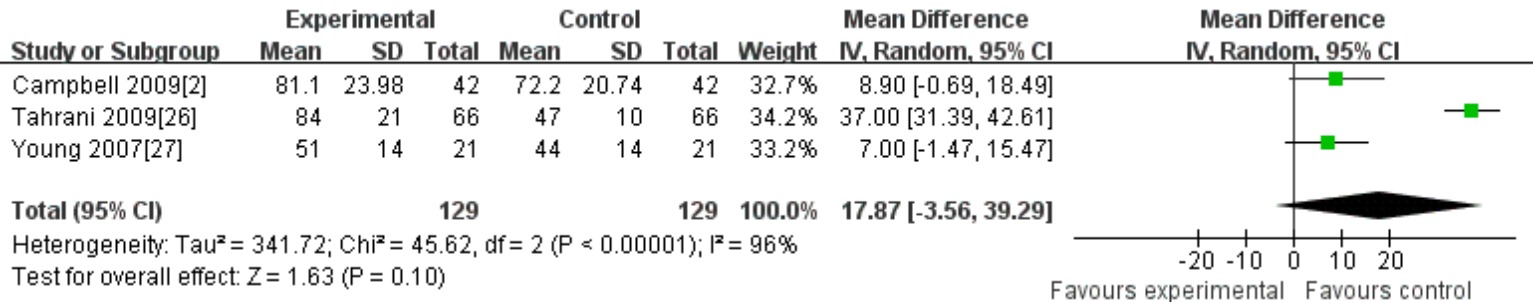 Experimental Control Mean Difference Mean Difference
Study or Subgroup Mean SD Total Mean SD Total Weight IV, Random, 95% CI IV, Random, 95% CI
Campbell 2009[2] 81.1 23.98 42 72.2 20.74 42 32.7% 8.90 [-0.69, 18.49]
Tahrani 2009[26] 84 21 66 47 10 66 34.2% 37.00 [31.39, 42.61]
Young 2007[27] 51 14 21 44 14 21 33.2% 7.00 [-1.47, 15.47]
Total (95% CI) 129 129 100.0% 17.87 [-3.56, 39.29]
Heterogeneity: Tau² = 341.72; Chi² = 45.62, df = 2 (P < 0.00001); I² = 96%
Test for overall effect: Z = 1.63 (P = 0.10)
-20 -10 0 10 20
Favours experimental Favours control